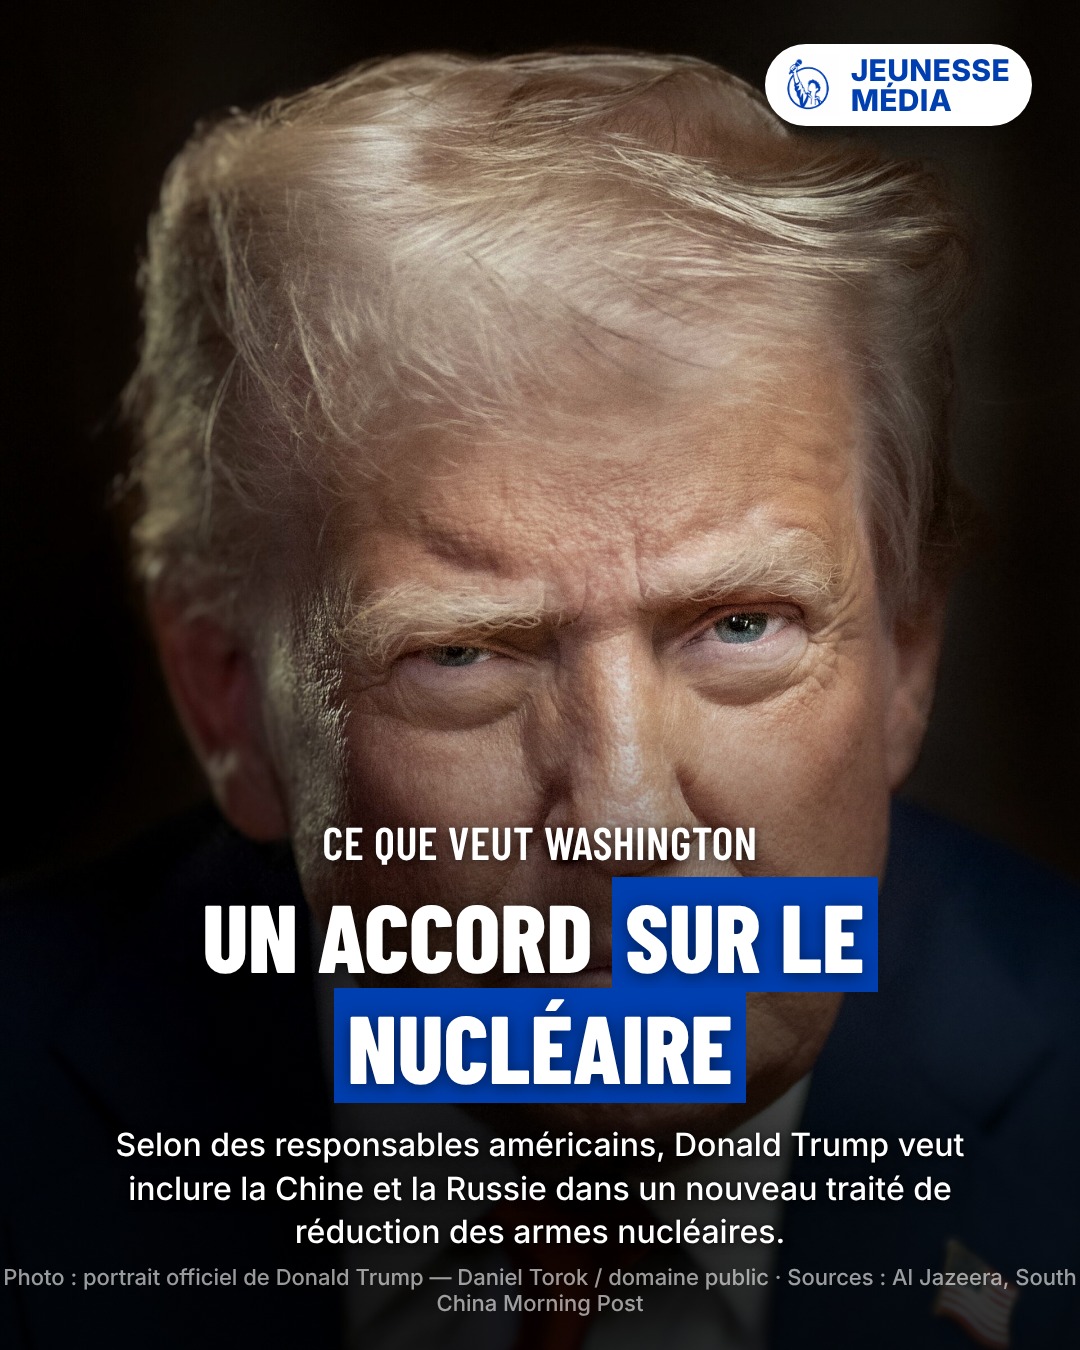 JEUNESSE
MÉDIA
CE QUE VEUT WASHINGTON
UN ACCORD SUR LE
NUCLÉAIRE
Selon des responsables américains, Donald Trump veut
inclure la Chine et la Russie dans un nouveau traité de
réduction des armes nucléaires.
Photo : portrait officiel de Donald Trump — Daniel Torok / domaine public · Sources : Al Jazeera, South
China Morning Post